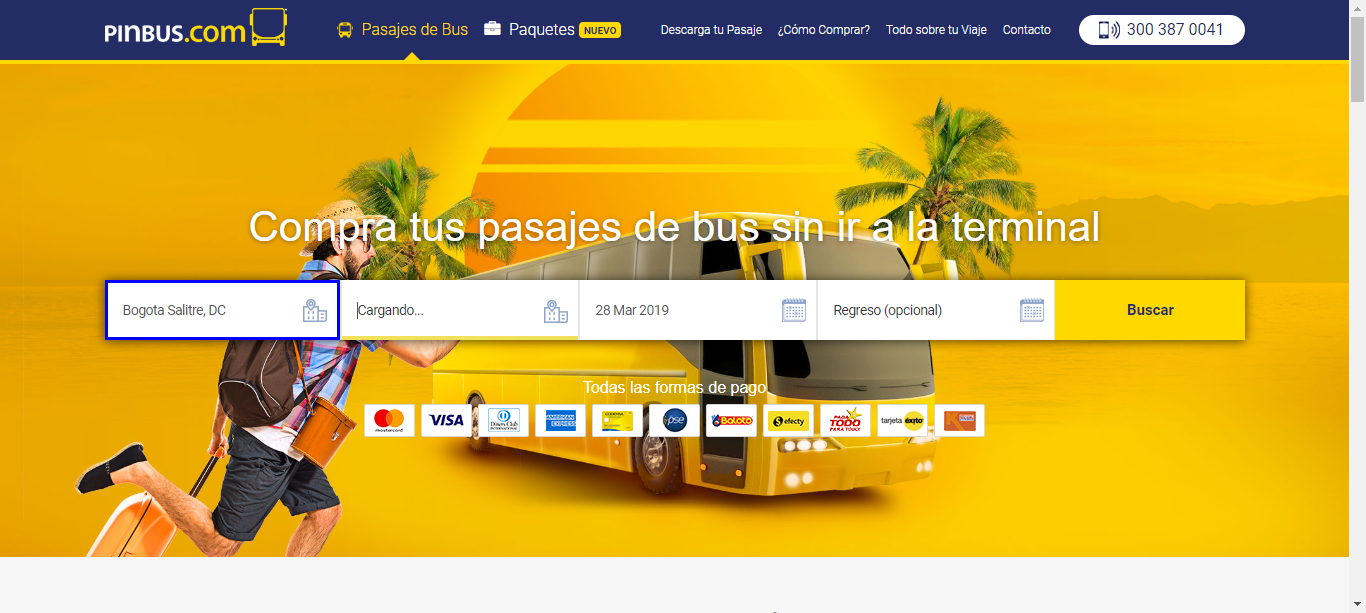 PINBUS.com
Pasajes de Bus
Paquetes NUEVO
Descarga tu Pasaje
¿Cómo Comprar?
Todo sobre tu Viaje
Contacto
300 387 0041
Compra tus pasajes de bus sin ir a la terminal
Bogota Salitre, DC
Cargando...
28 Mar 2019
Regreso (opcional)
Buscar
Todas las formas de pago
mastercard
VISA
Diners Club
INTERNATIONAL
AMERICAN
EXPRESS
CODENSA
pse
Baloto
efecty
PAGA
TODO
PARA TODO!
tarjeta éxito